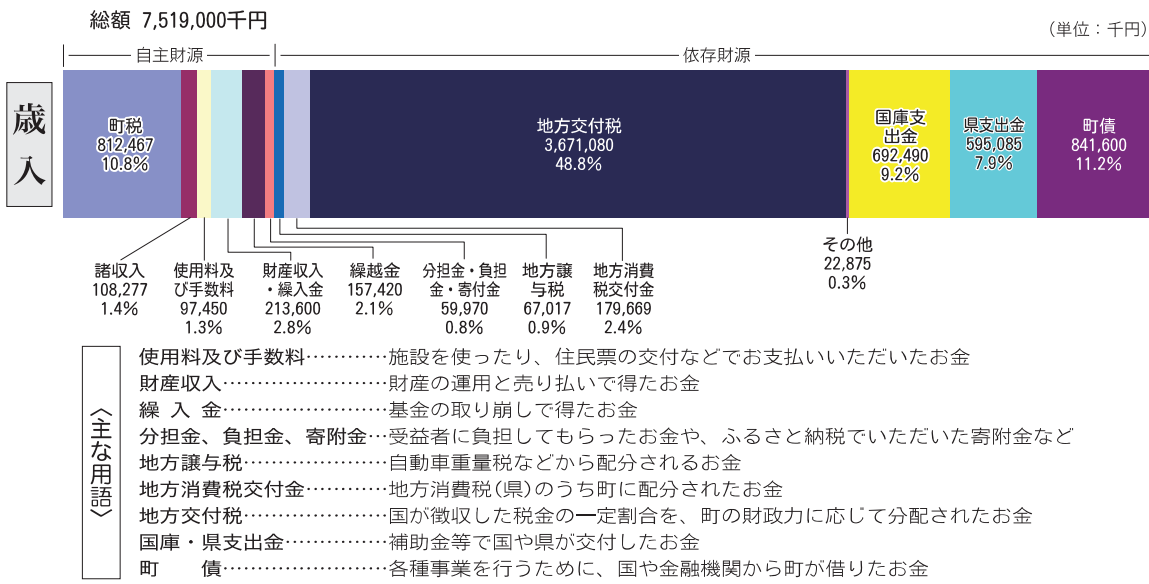 総額 7,519,000千円
(単位:千円)
自主財源
依存財源
歳入
町税
812,467
10.8%
地方交付税
3,671,080
48.8%
国庫支
出金
692,490
9.2%
県支出金
595,085
7.9%
町債
841,600
11.2%
諸収入
108,277
1.4%
使用料及
び手数料
97,450
1.3%
財産収入
・繰入金
213,600
2.8%
繰越金
157,420
2.1%
分担金・負担
金・寄付金
59,970
0.8%
地方譲
与税
67,017
0.9%
地方消費
税交付金
179,669
2.4%
その他
22,875
0.3%
〈主な用語〉
使用料及び手数料…………施設を使ったり、住民票の交付などでお支払いいただいたお金
財産収入……………………財産の運用と売り払いで得たお金
繰入金……………………基金の取り崩しで得たお金
分担金、負担金、寄附金…受益者に負担してもらったお金や、ふるさと納税でいただいた寄附金など
地方譲与税…………………自動車重量税などから配分されるお金
地方消費税交付金…………地方消費税(県)のうち町に配分されたお金
地方交付税…………………国が徴収した税金の一定割合を、町の財政力に応じて分配されたお金
国庫・県支出金……………補助金等で国や県が交付したお金
町債……………………各種事業を行うために、国や金融機関から町が借りたお金